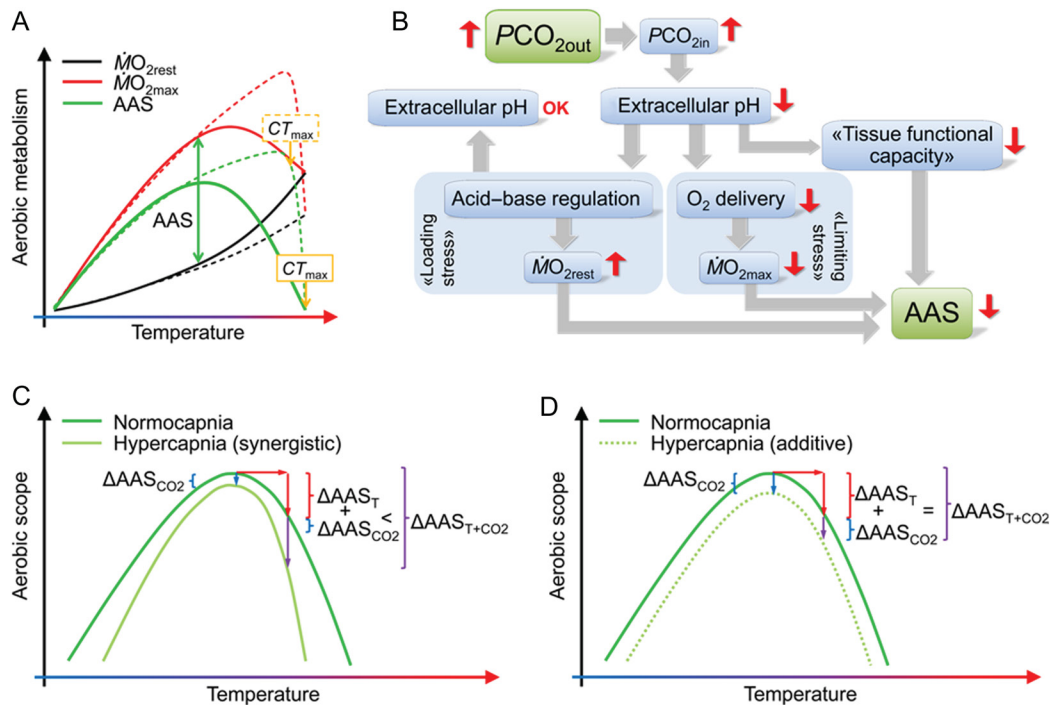 A
ṀO2rest
ṀO2max
AAS
Aerobic metabolism
CTmax
AAS
CTmax
Temperature
B
PCO2out
PCO2in
Extracellular pH OK
Extracellular pH
«Tissue functional
capacity»
Acid–base regulation
O2 delivery
«Loading
stress»
«Limiting
stress»
ṀO2rest
ṀO2max
AAS
C
Normocapnia
Hypercapnia (synergistic)
Aerobic scope
ΔAASCO2
ΔAAST
+ <
ΔAASCO2
ΔAAST+CO2
Temperature
D
Normocapnia
Hypercapnia (additive)
Aerobic scope
ΔAASCO2
ΔAAST
+ =
ΔAASCO2
ΔAAST+CO2
Temperature